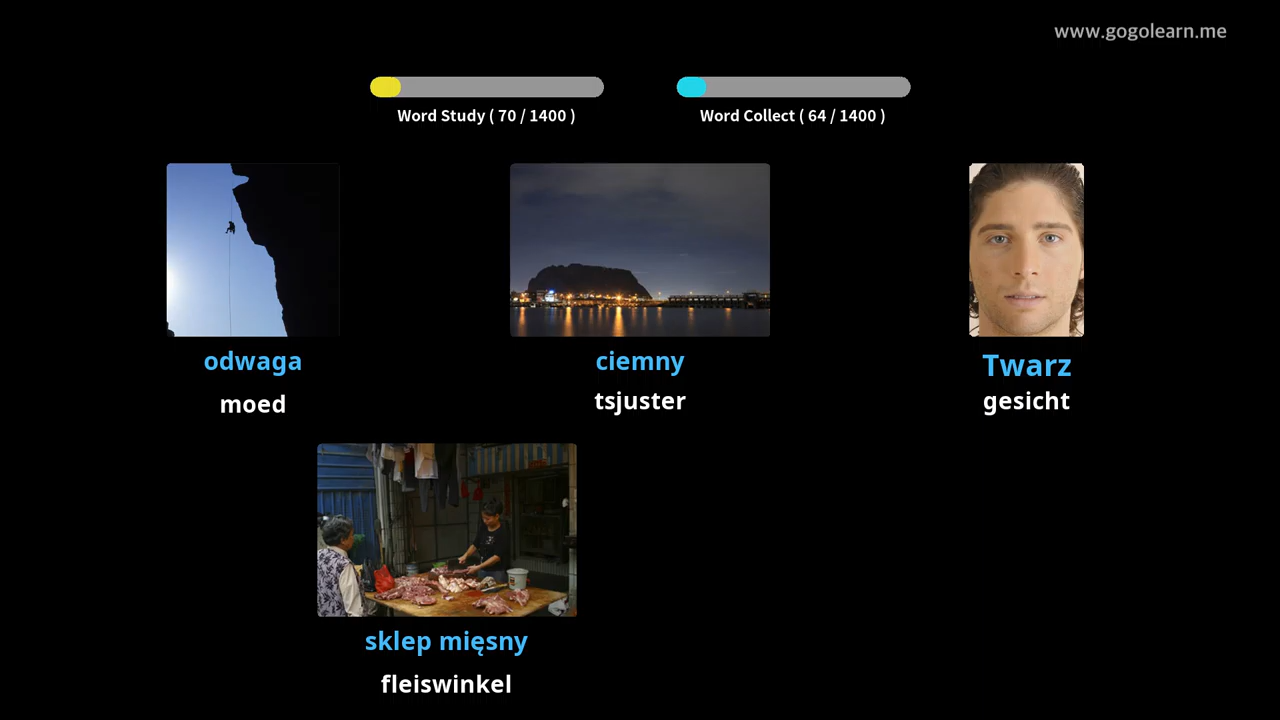 www.gogolearn.me
Word Study ( 70 / 1400 )
Word Collect ( 64 / 1400 )
odwaga
moed
ciemny
tsjuster
Twarz
gesicht
sklep mięsny
fleiswinkel